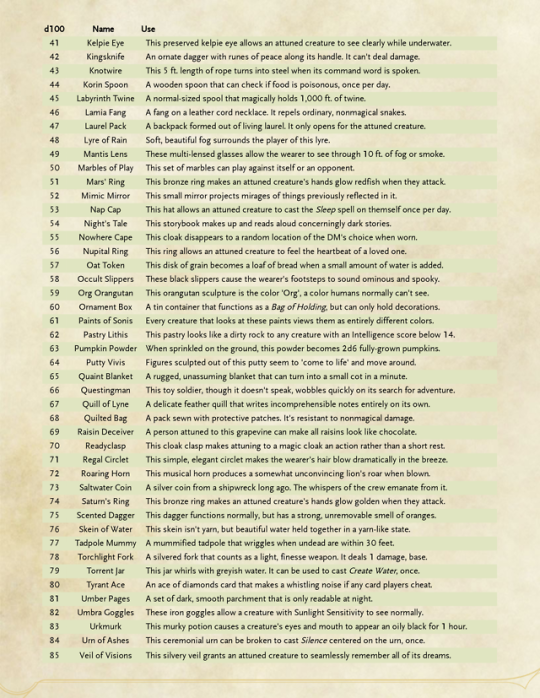 d100 Name Use
41 Kelpie Eye This preserved kelpie eye allows an attuned creature to see clearly while underwater.
42 Kingsknife An ornate dagger with runes of peace along its handle. It can't deal damage.
43 Knotwire This 5 ft. length of rope turns into steel when its command word is spoken.
44 Korin Spoon A wooden spoon that can check if food is poisonous, once per day.
45 Labyrinth Twine A normal-sized spool that magically holds 1,000 ft. of twine.
46 Lamia Fang A fang on a leather cord necklace. It repels ordinary, nonmagical snakes.
47 Laurel Pack A backpack formed out of living laurel. It only opens for the attuned creature.
48 Lyre of Rain Soft, beautiful fog surrounds the player of this lyre.
49 Mantis Lens These multi-lensed glasses allow the wearer to see through 10 ft. of fog or smoke.
50 Marbles of Play This set of marbles can play against itself or an opponent.
51 Mars' Ring This bronze ring makes an attuned creature's hands glow redfish when they attack.
52 Mimic Mirror This small mirror projects mirages of things previously reflected in it.
53 Nap Cap This hat allows an attuned creature to cast the Sleep spell on themself once per day.
54 Night's Tale This storybook makes up and reads aloud concerningly dark stories.
55 Nowhere Cape This cloak disappears to a random location of the DM's choice when worn.
56 Nupital Ring This ring allows an attuned creature to feel the heartbeat of a loved one.
57 Oat Token This disk of grain becomes a loaf of bread when a small amount of water is added.
58 Occult Slippers These black slippers cause the wearer's footsteps to sound ominous and spooky.
59 Org Orangutan This orangutan sculpture is the color 'Org', a color humans normally can't see.
60 Ornament Box A tin container that functions as a Bag of Holding, but can only hold decorations.
61 Paints of Sonis Every creature that looks at these paints views them as entirely different colors.
62 Pastry Lithis This pastry looks like a dirty rock to any creature with an Intelligence score below 14.
63 Pumpkin Powder When sprinkled on the ground, this powder becomes 2d6 fully-grown pumpkins.
64 Putty Vivis Figures sculpted out of this putty seem to 'come to life' and move around.
65 Quaint Blanket A rugged, unassuming blanket that can turn into a small cot in a minute.
66 Questingman This toy soldier, though it doesn't speak, wobbles quickly on its search for adventure.
67 Quill of Lyne A delicate feather quill that writes incomprehensible notes entirely on its own.
68 Quilted Bag A pack sewn with protective patches. It's resistant to nonmagical damage.
69 Raisin Deceiver A person attuned to this grapevine can make all raisins look like chocolate.
70 Readyclasp This cloak clasp makes attuning to a magic cloak an action rather than a short rest.
71 Regal Circlet This simple, elegant circlet makes the wearer's hair blow dramatically in the breeze.
72 Roaring Horn This musical horn produces a somewhat unconvincing lion's roar when blown.
73 Saltwater Coin A silver coin from a shipwreck long ago. The whispers of the crew emanate from it.
74 Saturn's Ring This bronze ring makes an attuned creature's hands glow golden when they attack.
75 Scented Dagger This dagger functions normally, but has a strong, unremovable smell of oranges.
76 Skein of Water This skein isn't yarn, but beautiful water held together in a yarn-like state.
77 Tadpole Mummy A mummified tadpole that wriggles when undead are within 30 feet.
78 Torchlight Fork A silvered fork that counts as a light, finesse weapon. It deals 1 damage, base.
79 Torrent Jar This jar whirls with greyish water. It can be used to cast Create Water, once.
80 Tyrant Ace An ace of diamonds card that makes a whistling noise if any card players cheat.
81 Umber Pages A set of dark, smooth parchment that is only readable at night.
82 Umbra Goggles These iron goggles allow a creature with Sunlight Sensitivity to see normally.
83 Urkmurk This murky potion causes a creature's eyes and mouth to appear an oily black for 1 hour.
84 Urn of Ashes This ceremonial urn can be broken to cast Silence centered on the urn, once.
85 Veil of Visions This silvery veil grants an attuned creature to seamlessly remember all of its dreams.